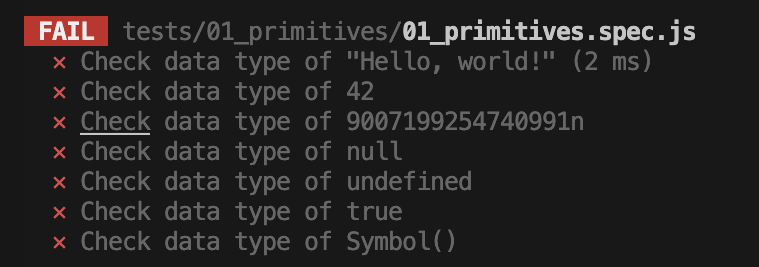 FAIL tests/01_primitives/01_primitives.spec.js
× Check data type of "Hello, world!" (2 ms)
× Check data type of 42
× Check data type of 9007199254740991n
× Check data type of null
× Check data type of undefined
× Check data type of true
× Check data type of Symbol()